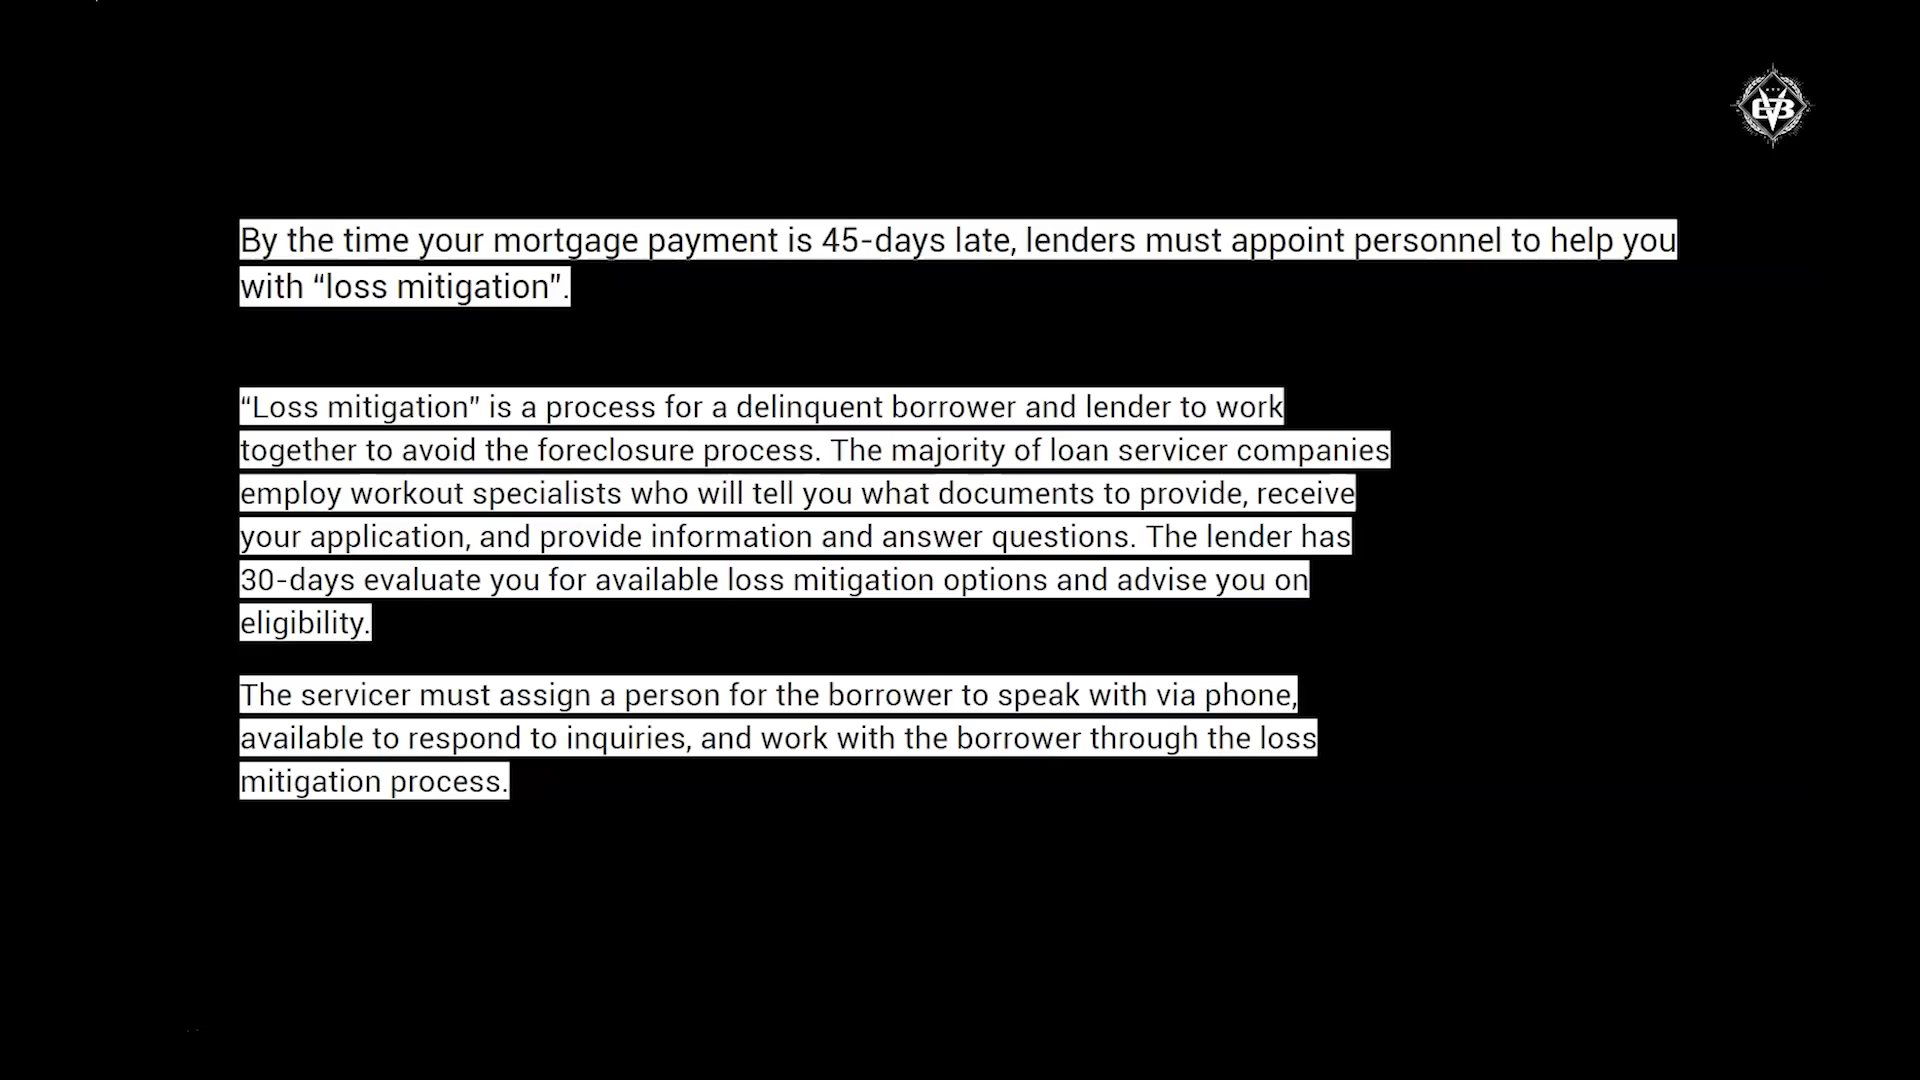 EVB
By the time your mortgage payment is 45-days late, lenders must appoint personnel to help you
with “loss mitigation”.
“Loss mitigation” is a process for a delinquent borrower and lender to work
together to avoid the foreclosure process. The majority of loan servicer companies
employ workout specialists who will tell you what documents to provide, receive
your application, and provide information and answer questions. The lender has
30-days evaluate you for available loss mitigation options and advise you on
eligibility.
The servicer must assign a person for the borrower to speak with via phone,
available to respond to inquiries, and work with the borrower through the loss
mitigation process.